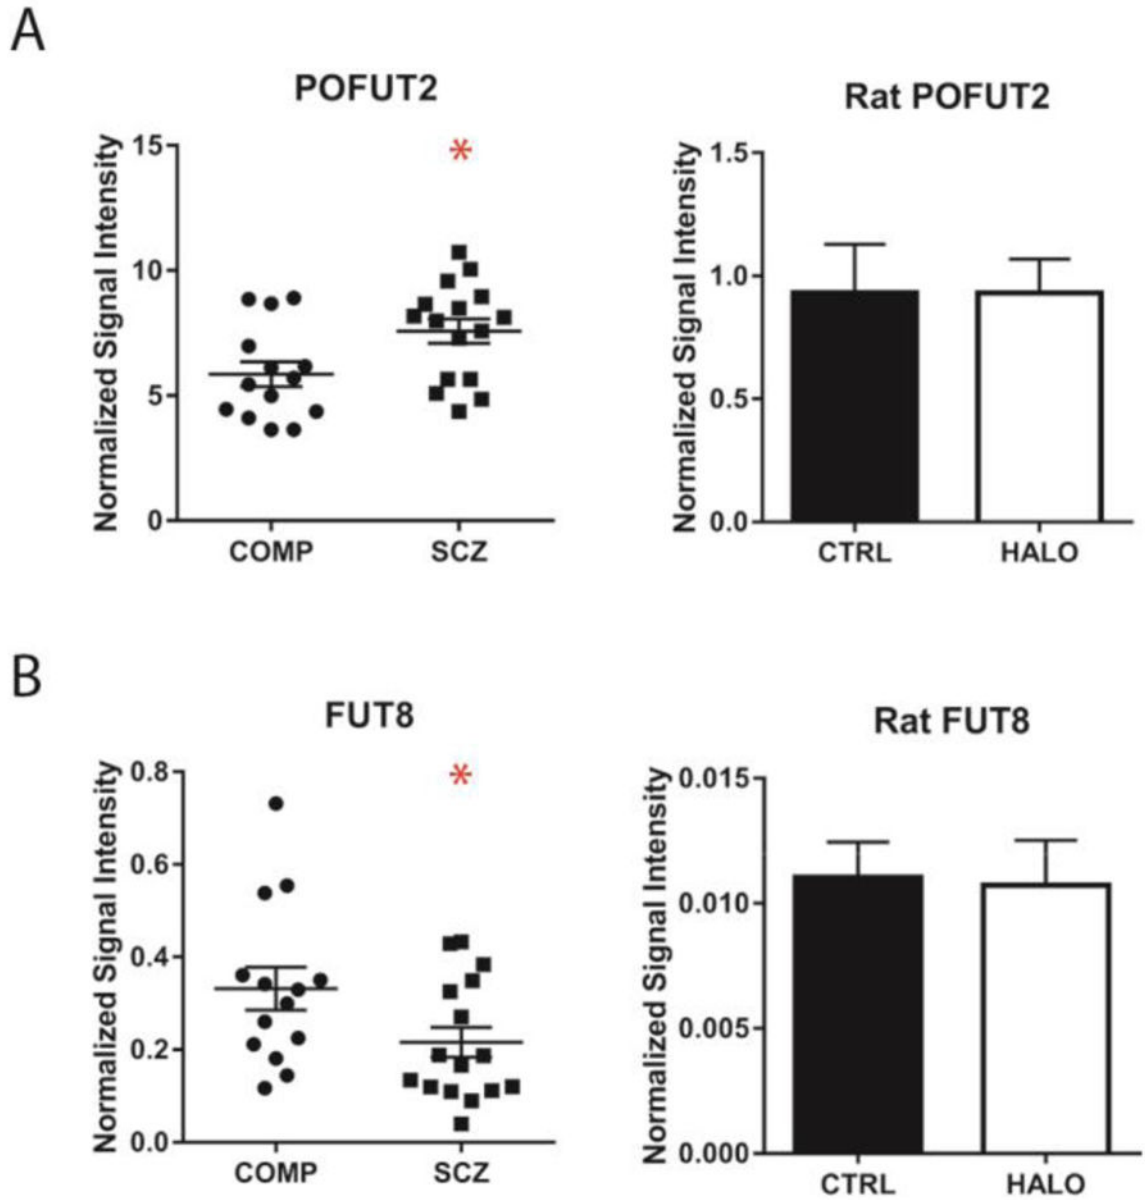 A
POFUT2
Normalized Signal Intensity
15
*
10
5
0
COMP SCZ
Rat POFUT2
Normalized Signal Intensity
1.5
1.0
0.5
0.0
CTRL HALO
B
FUT8
Normalized Signal Intensity
0.8
*
0.6
0.4
0.2
0.0
COMP SCZ
Rat FUT8
Normalized Signal Intensity
0.015
0.010
0.005
0.000
CTRL HALO